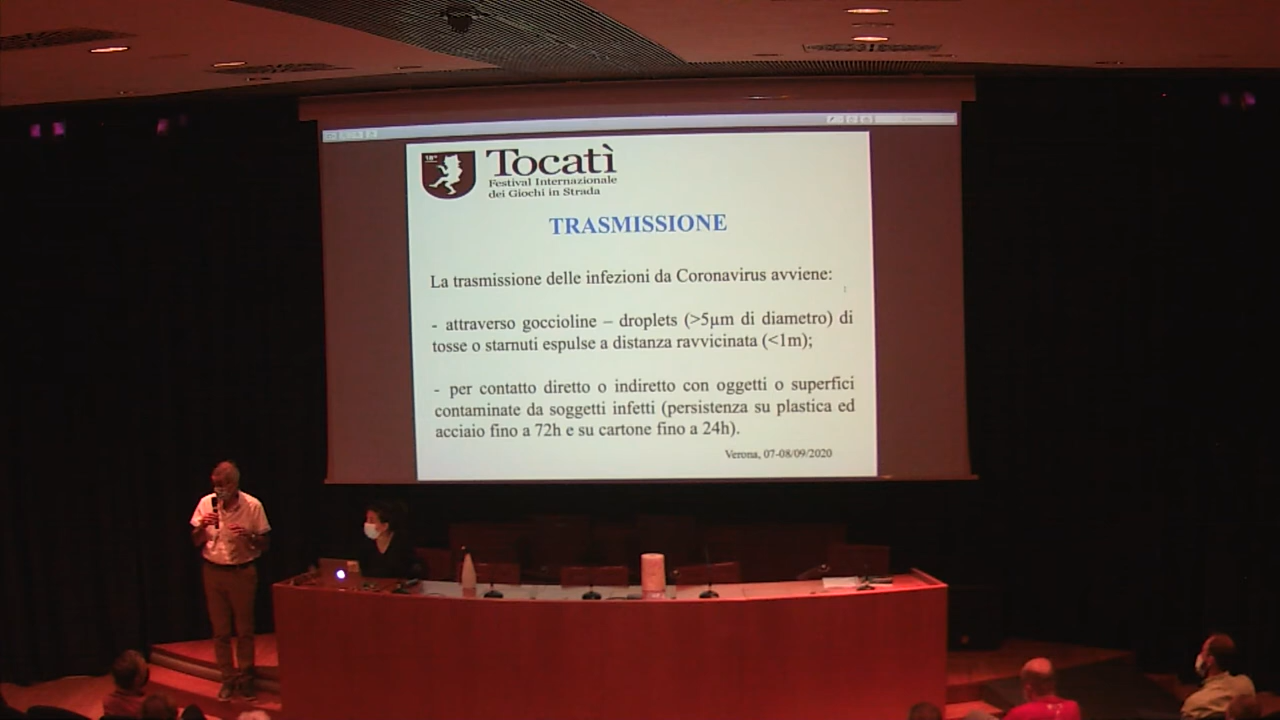 18°
Tocatì
Festival Internazionale
dei Giochi in Strada
TRASMISSIONE
La trasmissione delle infezioni da Coronavirus avviene:
- attraverso goccioline – droplets (>5µm di diametro) di
tosse o starnuti espulse a distanza ravvicinata (<1m);
- per contatto diretto o indiretto con oggetti o superfici
contaminate da soggetti infetti (persistenza su plastica ed
acciaio fino a 72h e su cartone fino a 24h).
Verona, 07-08/09/2020